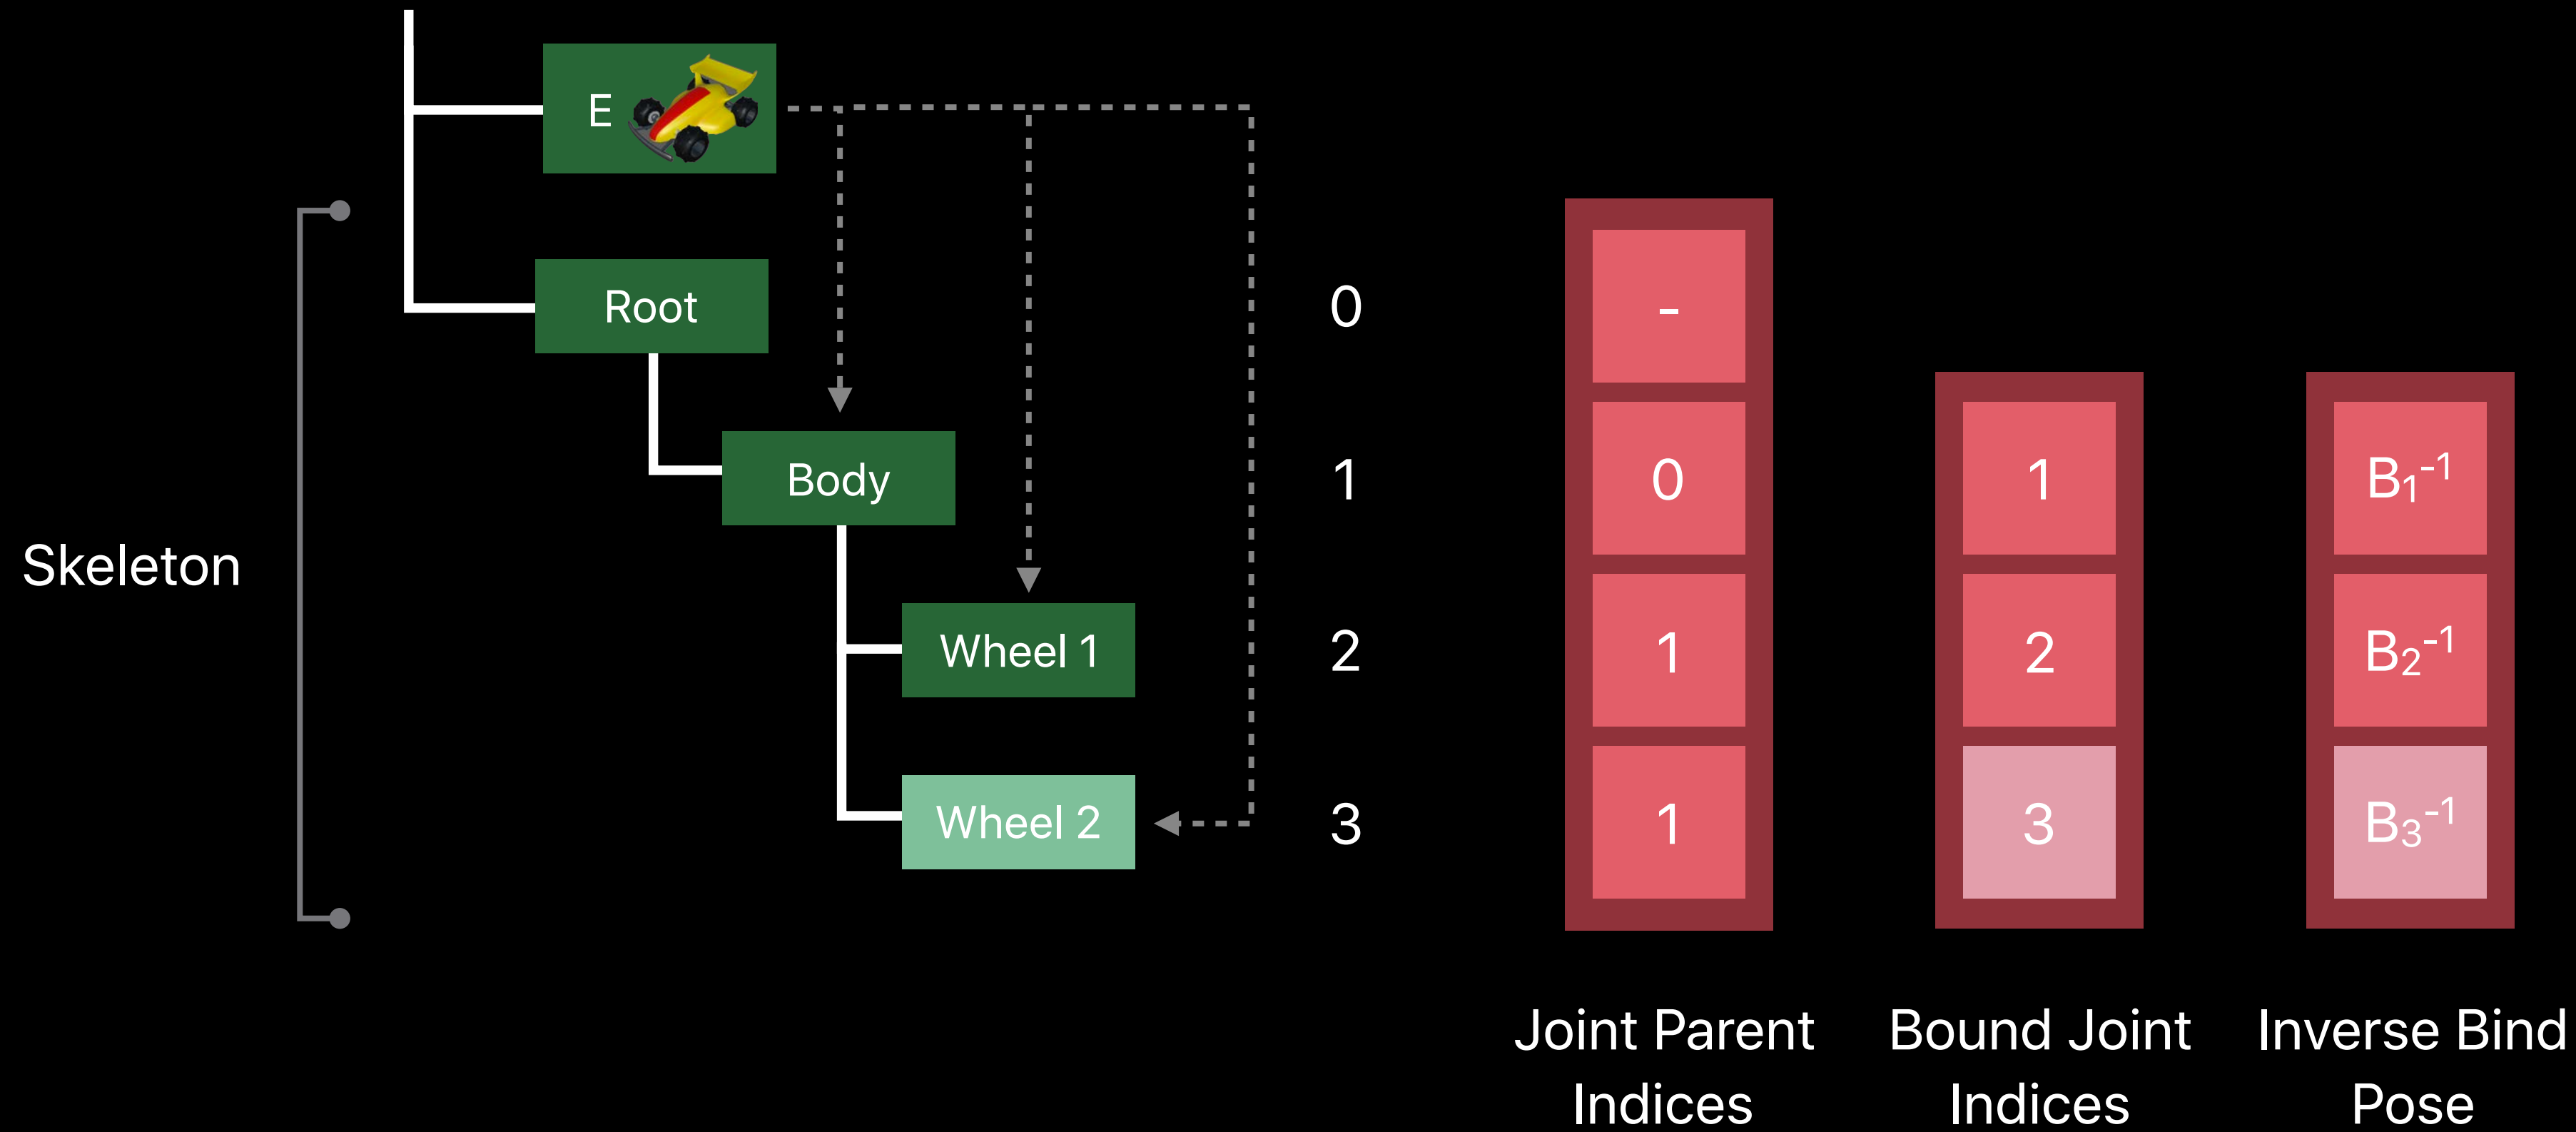 E
Root
Body
Skeleton
Wheel 1
Wheel 2
0
1
2
3
-
0
1
1
1
2
3
B₁⁻¹
B₂⁻¹
B₃⁻¹
Joint Parent
Indices
Bound Joint
Indices
Inverse Bind
Pose